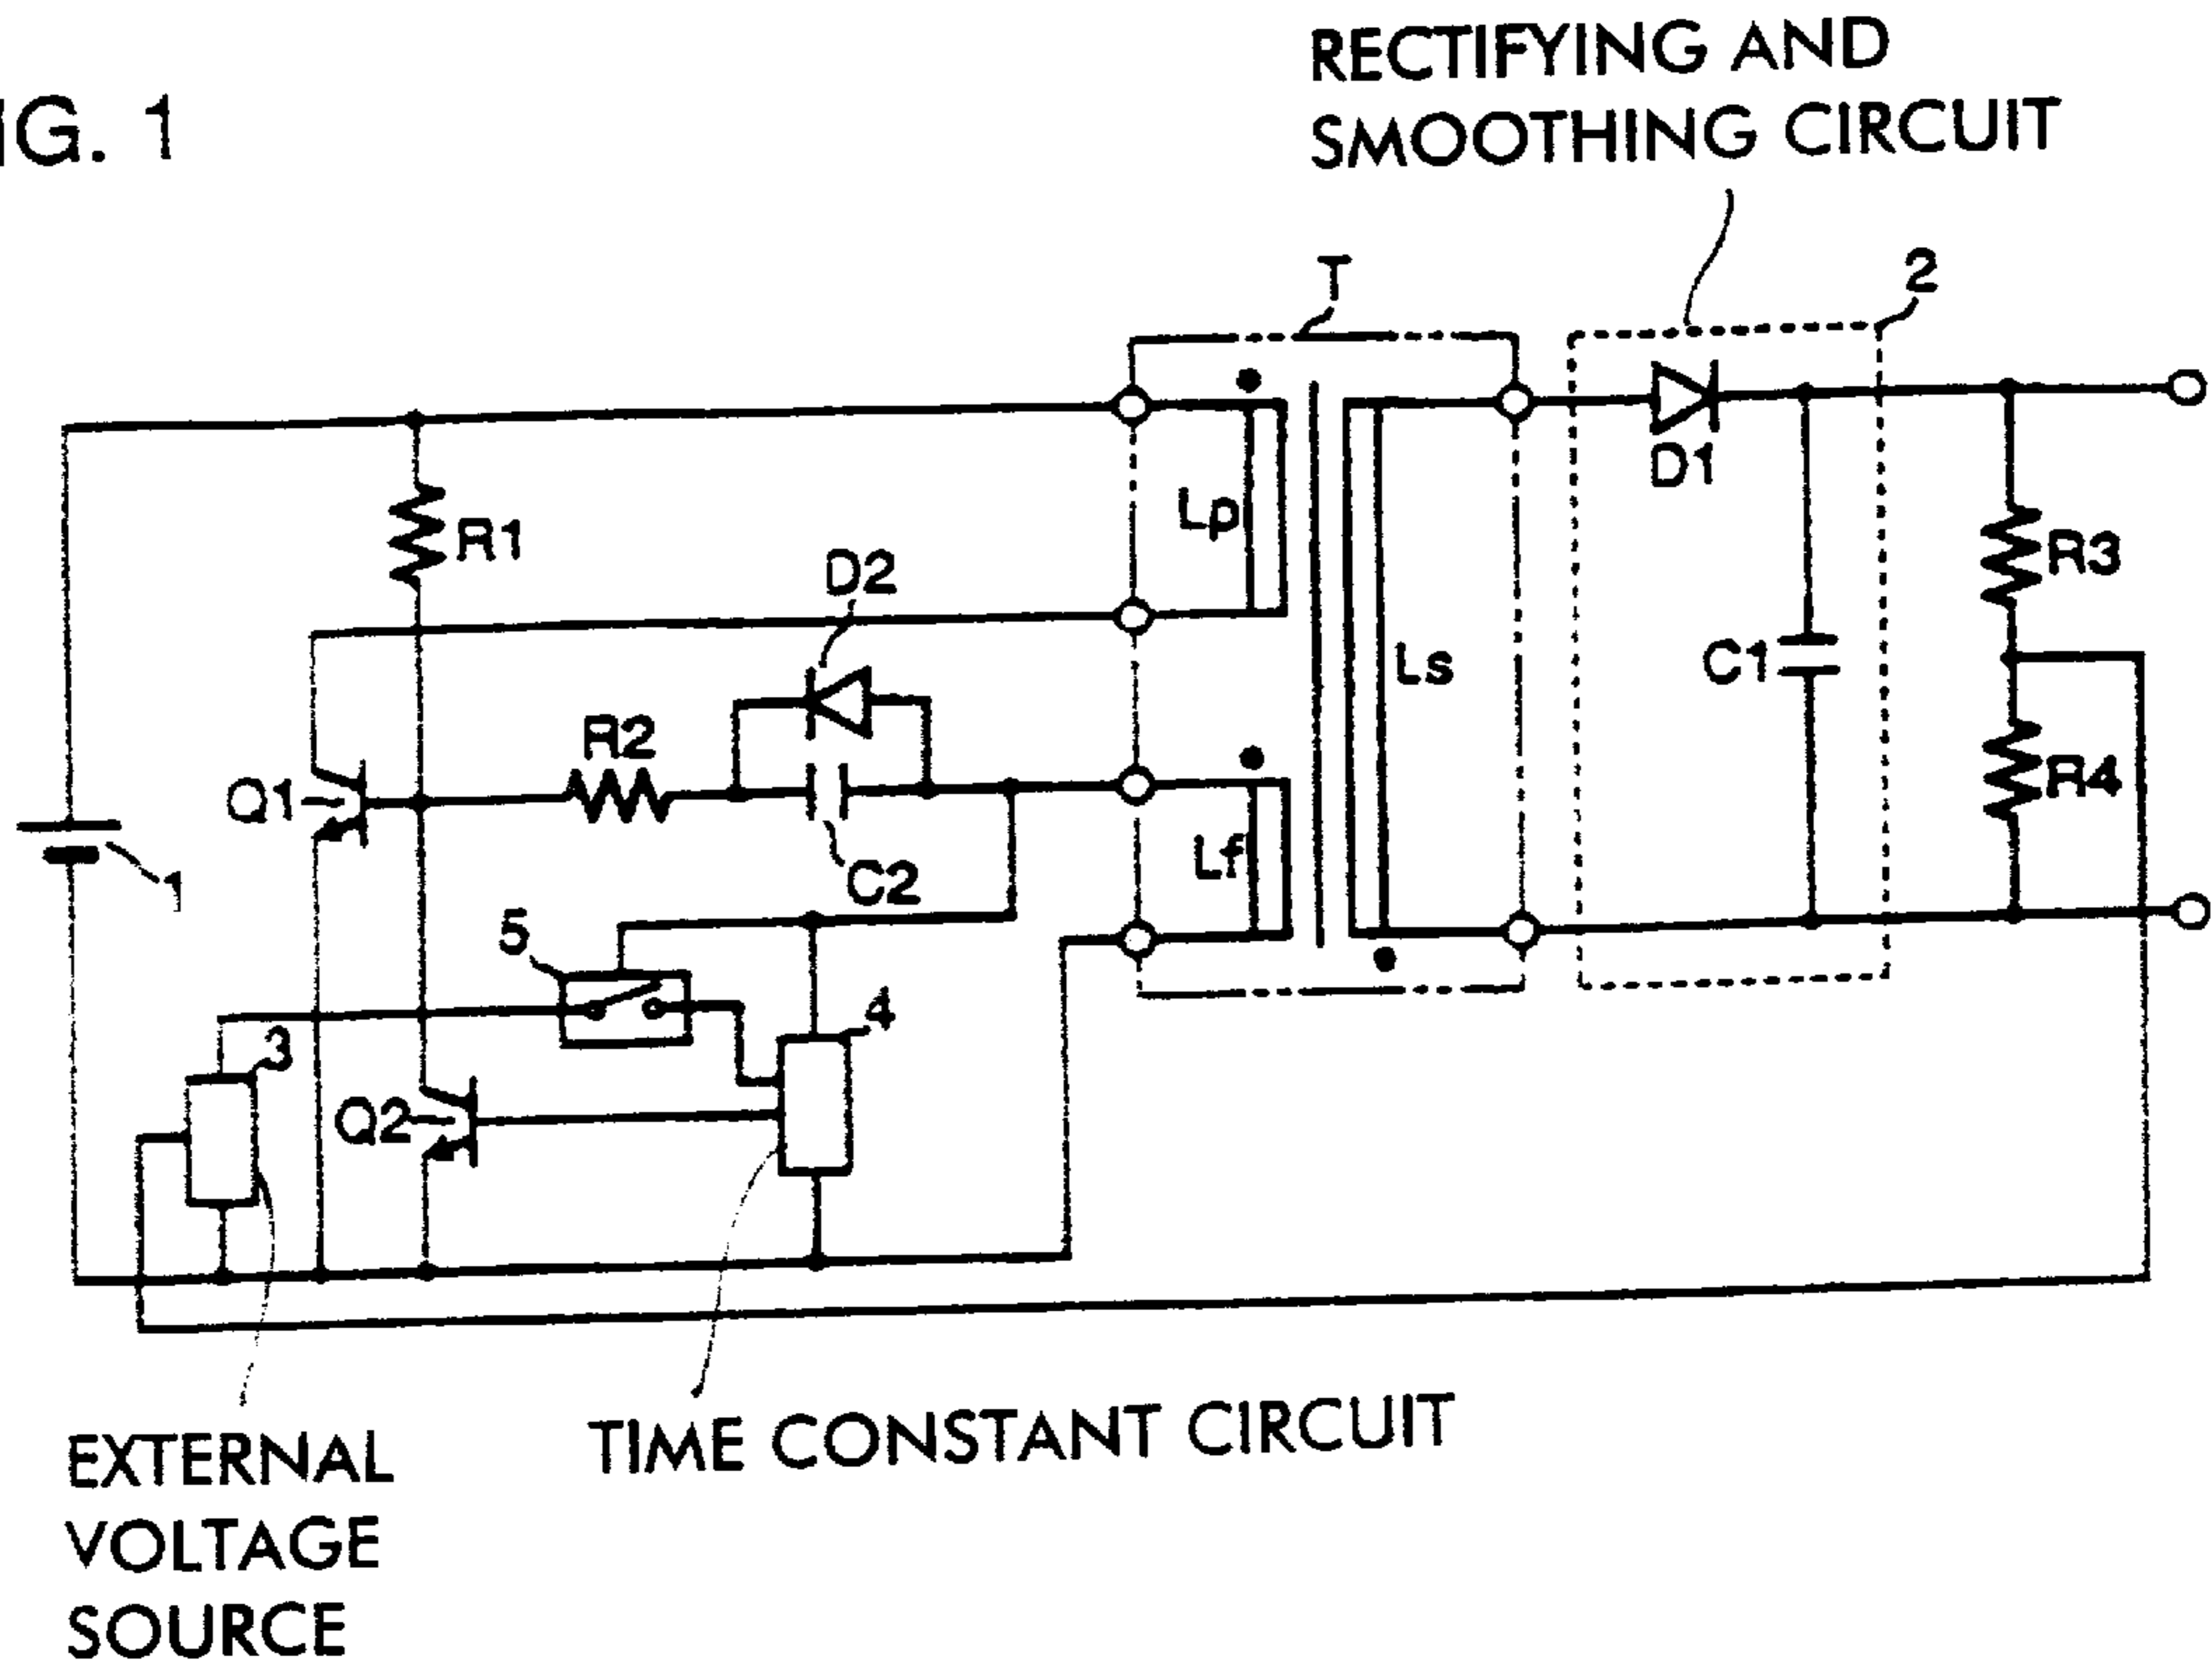 IG. 1
RECTIFYING AND
SMOOTHING CIRCUIT
T
2
D1
Lp
R1
R3
D2
Ls
C1
R2
Q1
R4
Lf
1
C2
5
4
3
Q2
TIME CONSTANT CIRCUIT
EXTERNAL
VOLTAGE
SOURCE